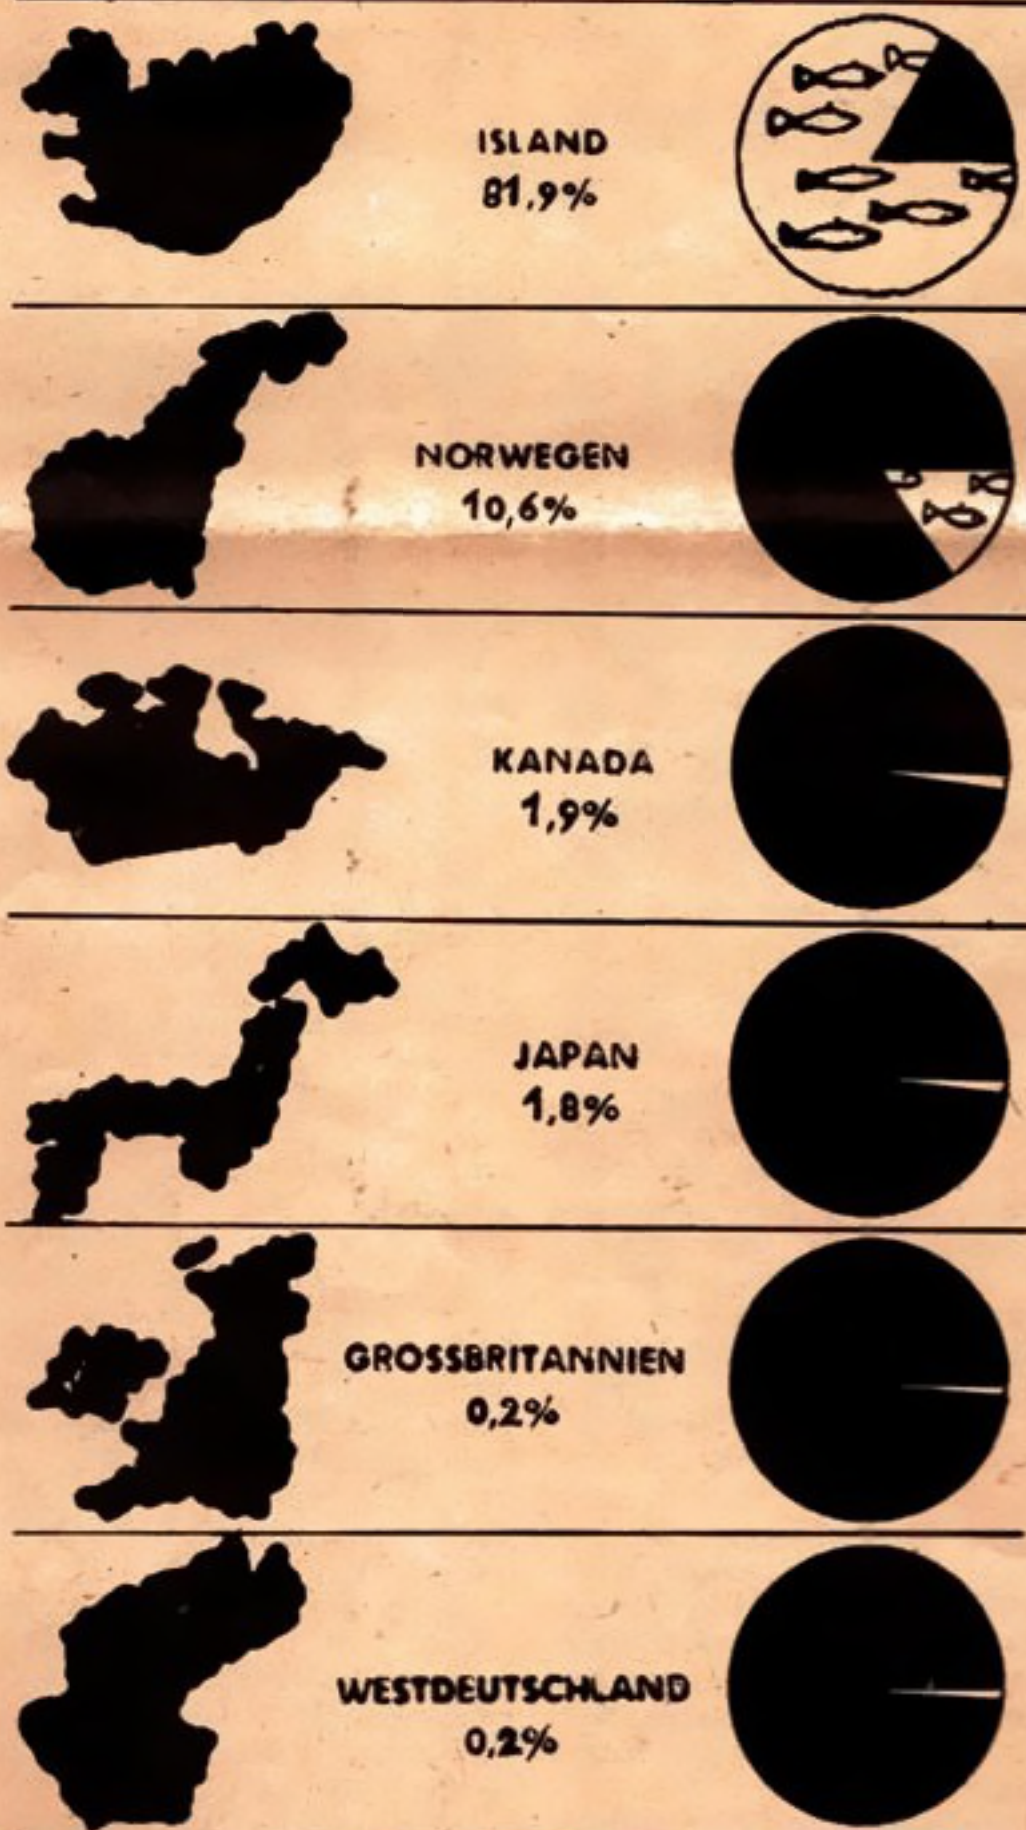 ISLAND
81,9%
NORWEGEN
10,6%
KANADA
1,9%
JAPAN
1,8%
GROSSBRITANNIEN
0,2%
WESTDEUTSCHLAND
0,2%